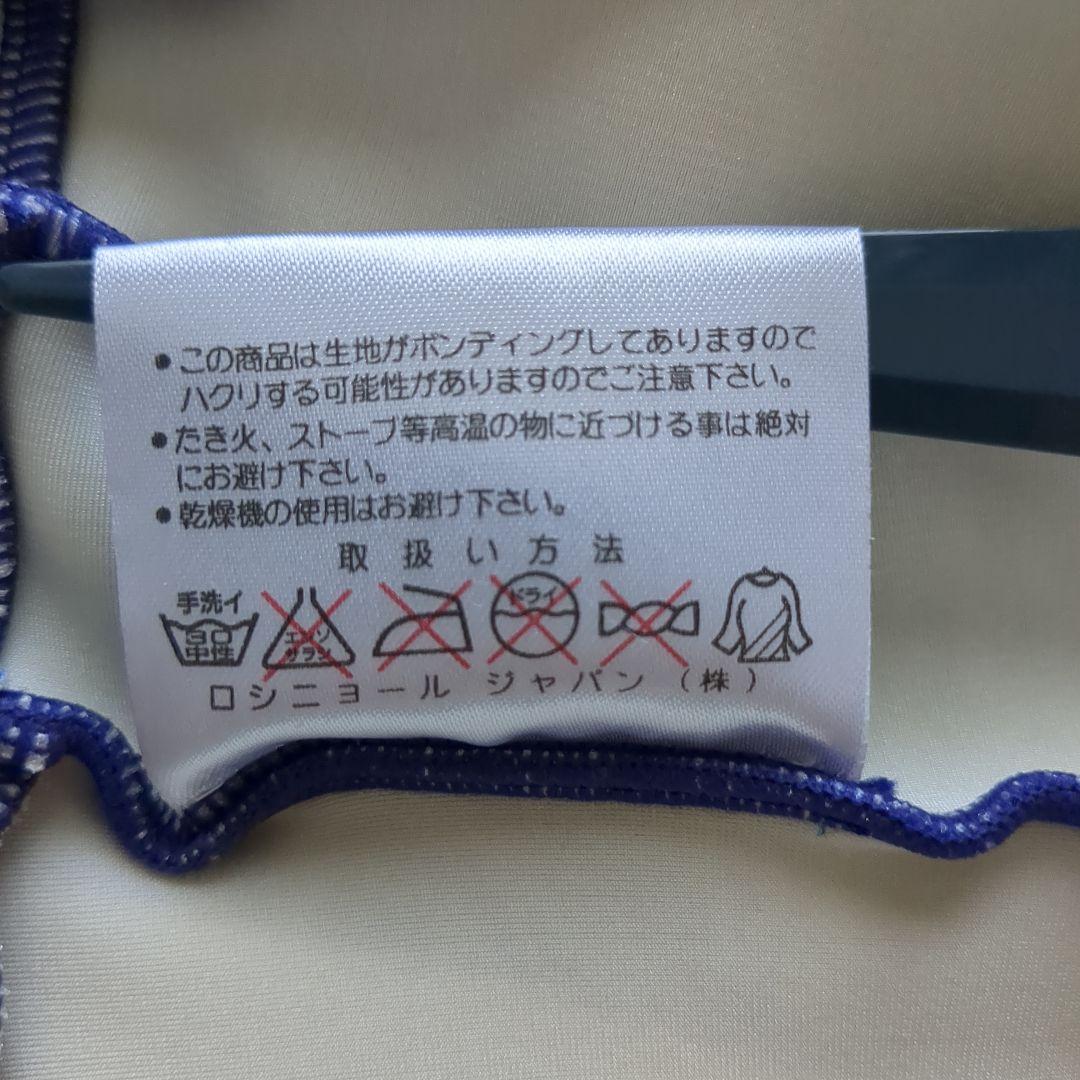 ●この商品は生地がボンディングしてありますので
ハクリする可能性がありますのでご注意下さい。
●たき火、ストーブ等高温の物に近づける事は絶対
にお避け下さい。
●乾燥機の使用はお避け下さい。
取扱い方法
手洗イ
30
中性
エンソ
サラシ
ドライ
ロシニョール ジャパン（株）